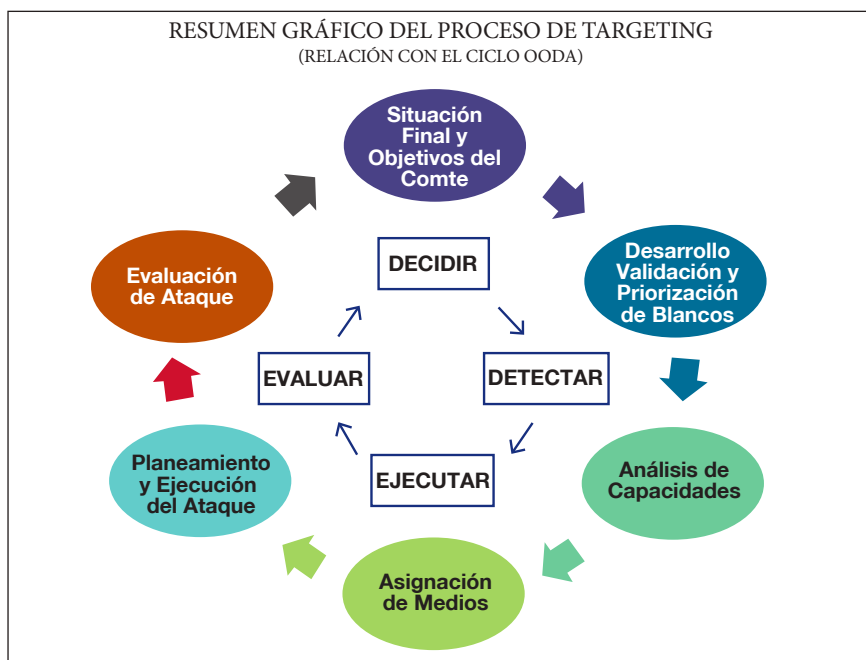 RESUMEN GRÁFICO DEL PROCESO DE TARGETING
(RELACIÓN CON EL CICLO OODA)
Situación
Final y
Objetivos del
Comte
Desarrollo
Validación y
Priorización
de Blancos
Análisis de
Capacidades
Asignación
de Medios
Planeamiento
y Ejecución
del Ataque
Evaluación
de Ataque
DECIDIR
DETECTAR
EJECUTAR
EVALUAR